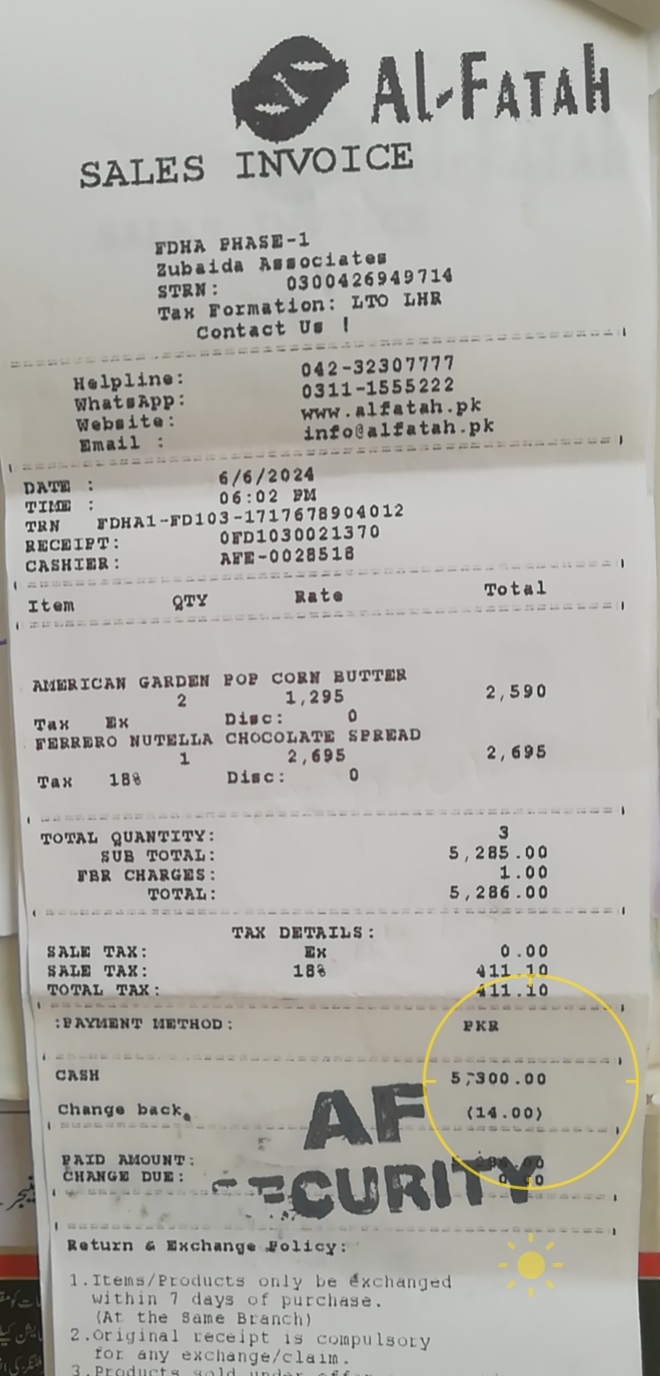 AL-FATAH
SALES INVOICE
FDHA PHASE-1
Zubaida Associates
STRN: 0300426949714
Tax Formation: LTO LHR
Contact Us !
Helpline: 042-32307777
WhatsApp: 0311-1555222
Website: www.alfatah.pk
Email : info@alfatah.pk
DATE : 6/6/2024
TIME : 06:02 PM
TRN FDHA1-FD103-1717678904012
RECEIPT: 0FD1030021370
CASHIER: AFE-0028518
Item QTY Rate Total
AMERICAN GARDEN POP CORN BUTTER
2 1,295 2,590
Tax Ex Disc: 0
FERRERO NUTELLA CHOCOLATE SPREAD
1 2,695 2,695
Tax 18% Disc: 0
TOTAL QUANTITY: 3
SUB TOTAL: 5,285.00
FBR CHARGES: 1.00
TOTAL: 5,286.00
TAX DETAILS:
SALE TAX: Ex 0.00
SALE TAX: 18% 411.10
TOTAL TAX: 411.10
:PAYMENT METHOD: PKR
CASH 5,300.00
Change back (14.00)
AF
PAID AMOUNT:
CHANGE DUE:
Return & Exchange Policy:
1.Items/Products only be exchanged
within 7 days of purchase.
(At the Same Branch)
2.Original receipt is compulsory
for any exchange/claim.
3.Products sold under offer